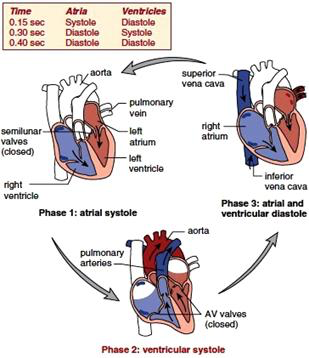 Time Atria Ventricles
0.15 sec Systole Diastole
0.30 sec Diastole Systole
0.40 sec Diastole Diastole
aorta
pulmonary
vein
semilunar
valves
(closed)
left
atrium
left
ventricle
right
ventricle
Phase 1: atrial systole
superior
vena cava
right
atrium
inferior
vena cava
Phase 3: atrial and
ventricular diastole
aorta
pulmonary
arteries
AV valves
(closed)
Phase 2: ventricular systole